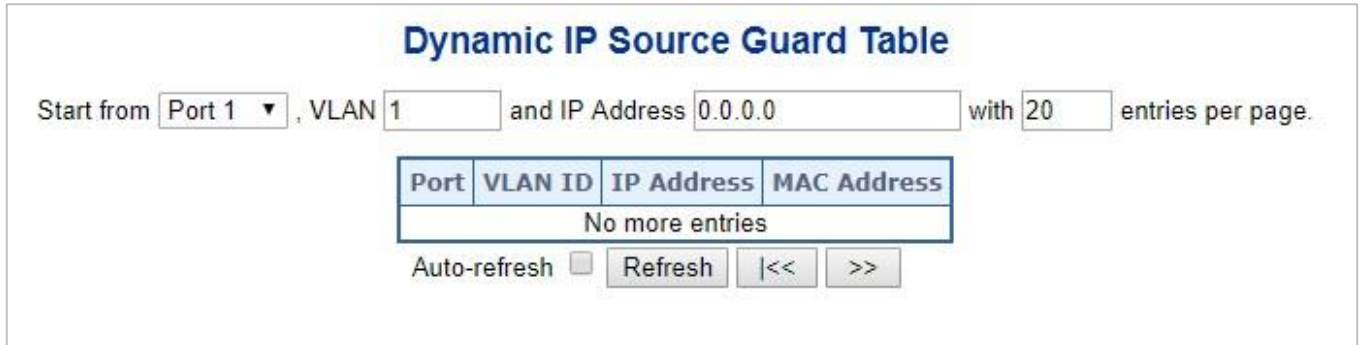 Dynamic IP Source Guard Table
Start from Port 1 ▼ , VLAN 1 and IP Address 0.0.0.0 with 20 entries per page.
Port VLAN ID IP Address MAC Address
No more entries
Auto-refresh Refresh |<< >>